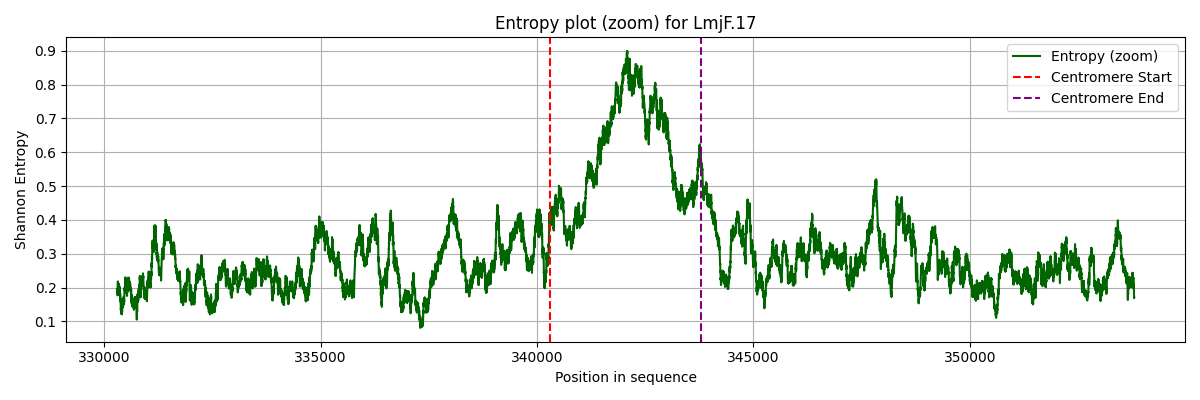 Entropy plot (zoom) for LmjF.17
Entropy (zoom)
Centromere Start
Centromere End
Shannon Entropy
0.9
0.8
0.7
0.6
0.5
0.4
0.3
0.2
0.1
330000 335000 340000 345000 350000
Position in sequence